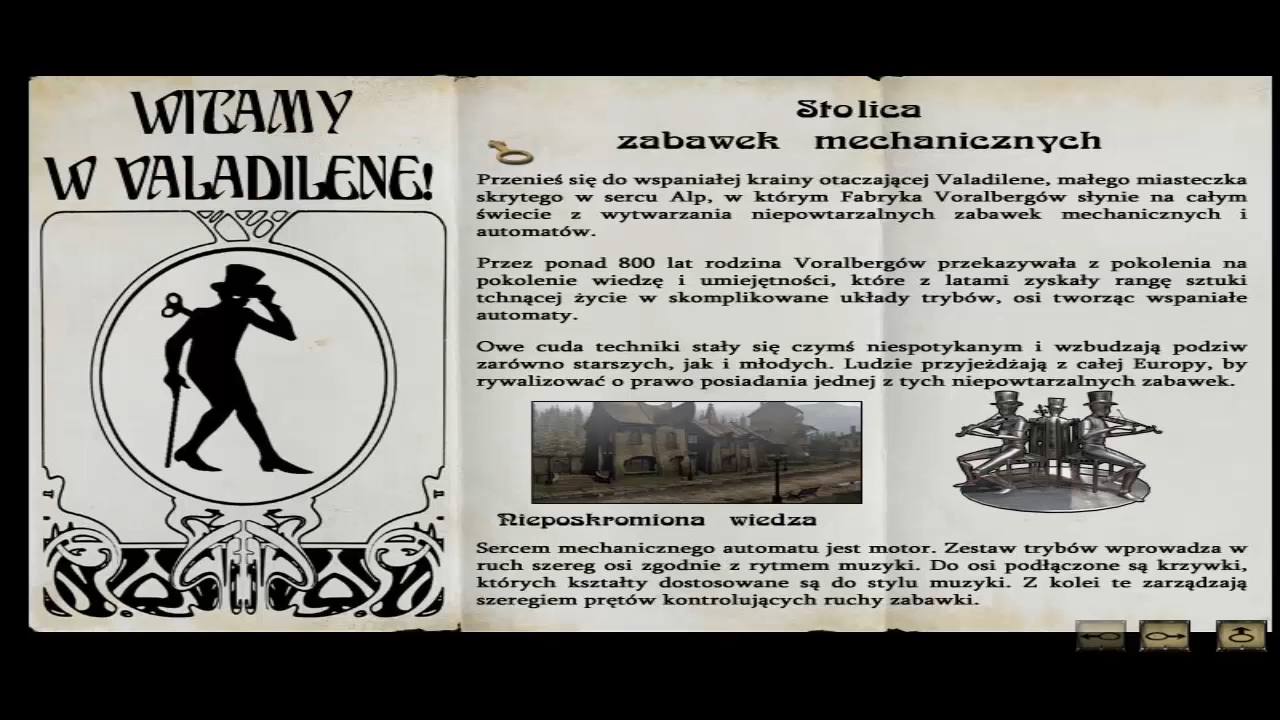 WITAMY
W VALADILENE!
Stolica
zabawek mechanicznych
Przenieś się do wspaniałej krainy otaczającej Valadilene, małego miasteczka
skrytego w sercu Alp, w którym Fabryka Voralbergów słynie na całym
świecie z wytwarzania niepowtarzalnych zabawek mechanicznych i
automatów.
Przez ponad 800 lat rodzina Voralbergów przekazywała z pokolenia na
pokolenie wiedzę i umiejętności, które z latami zyskały rangę sztuki
tchnącej życie w skomplikowane układy trybów, osi tworząc wspaniałe
automaty.
Owe cuda techniki stały się czymś niespotykanym i wzbudzają podziw
zarówno starszych, jak i młodych. Ludzie przyjeżdżają z całej Europy, by
rywalizować o prawo posiadania jednej z tych niepowtarzalnych zabawek.
Nieposkromiona wiedza
Sercem mechanicznego automatu jest motor. Zestaw trybów wprowadza w
ruch szereg osi zgodnie z rytmem muzyki. Do osi podłączone są krzywki,
których kształty dostosowane są do stylu muzyki. Z kolei te zarządzają
szeregiem prętów kontrolujących ruchy zabawki.